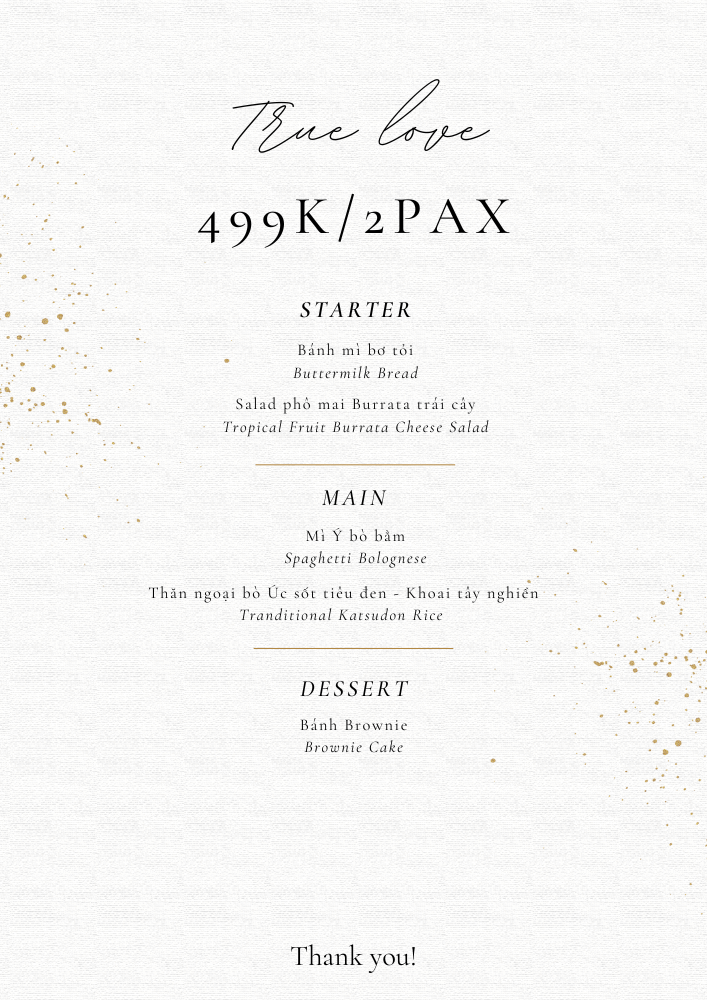 True love
499K/2PAX
STARTER
Bánh mì bơ tỏi
Buttermilk Bread
Salad phô mai Burrata trái cây
Tropical Fruit Burrata Cheese Salad
MAIN
Mì Ý bò bằm
Spaghetti Bolognese
Thăn ngoại bò Úc sốt tiêu đen - Khoai tây nghiền
Tranditional Katsudon Rice
DESSERT
Bánh Brownie
Brownie Cake
Thank you!